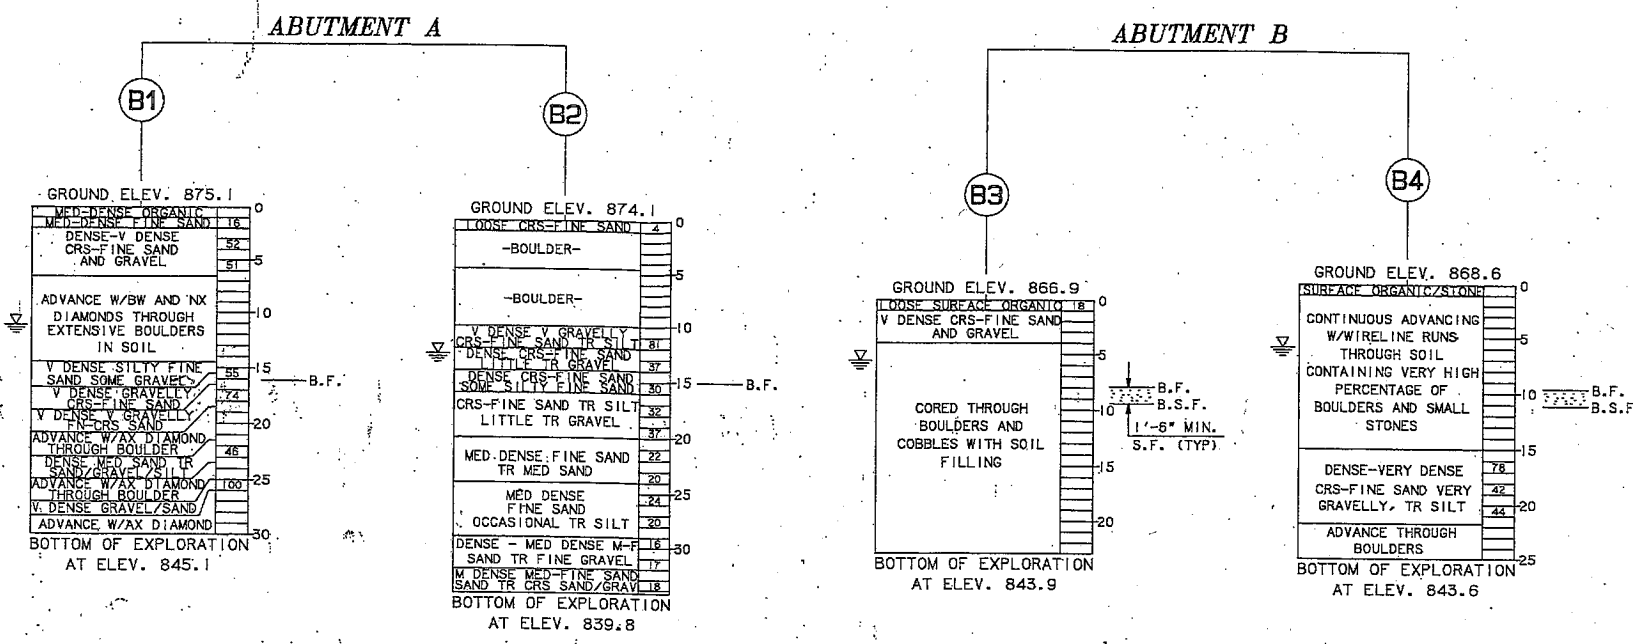 ABUTMENT A
B1
GROUND ELEV. 875.1
MED-DENSE ORGANIC
MED-DENSE FINE SAND 16
DENSE-V DENSE
CRS-FINE SAND
AND GRAVEL
52
51
ADVANCE W/BW AND NX
DIAMONDS THROUGH
EXTENSIVE BOULDERS
IN SOIL
V DENSE SILTY FINE
SAND SOME GRAVEL
55
V DENSE GRAVELLY
CRS-FINE SAND
74
V DENSE V GRAVELLY
FN-CRS SAND
ADVANCE W/AX DIAMOND
THROUGH BOULDER
46
DENSE MED SAND TR
SAND/GRAVEL/SILT
ADVANCE W/AX DIAMOND
THROUGH BOULDER
100
V. DENSE GRAVEL/SAND
ADVANCE W/AX DIAMOND
0
5
10
15
20
25
30
B.F.
BOTTOM OF EXPLORATION
AT ELEV. 845.1
B2
GROUND ELEV. 874.1
LOOSE CRS-FINE SAND 4
-BOULDER-
-BOULDER-
V DENSE V GRAVELLY
CRS-FINE SAND TR SILT 81
DENSE CRS-FINE SAND
LITTLE TR GRAVEL 37
DENSE CRS-FINE SAND
SOME SILTY FINE SAND 30
CRS-FINE SAND TR SILT
LITTLE TR GRAVEL
32
37
MED DENSE FINE SAND
TR MED SAND
22
20
MED DENSE
FINE SAND
OCCASIONAL TR SILT
24
20
DENSE - MED DENSE M-F
SAND TR FINE GRAVEL
16
17
M DENSE MED-FINE SAND
SAND TR CRS SAND/GRAV 18
0
5
10
15
20
25
30
B.F.
BOTTOM OF EXPLORATION
AT ELEV. 839.8
ABUTMENT B
B3
GROUND ELEV. 866.9
LOOSE SURFACE ORGANIC 18
V DENSE CRS-FINE SAND
AND GRAVEL
CORED THROUGH
BOULDERS AND
COBBLES WITH SOIL
FILLING
0
5
10
15
20
B.F.
B.S.F.
1'-6" MIN.
S.F. (TYP)
BOTTOM OF EXPLORATION
AT ELEV. 843.9
B4
GROUND ELEV. 868.6
SURFACE ORGANIC/STONE
CONTINUOUS ADVANCING
W/WIRELINE RUNS
THROUGH SOIL
CONTAINING VERY HIGH
PERCENTAGE OF
BOULDERS AND SMALL
STONES
DENSE-VERY DENSE 78
CRS-FINE SAND VERY 42
GRAVELLY, TR SILT 44
ADVANCE THROUGH
BOULDERS
0
5
10
15
20
25
B.F.
B.S.F
BOTTOM OF EXPLORATION
AT ELEV. 843.6